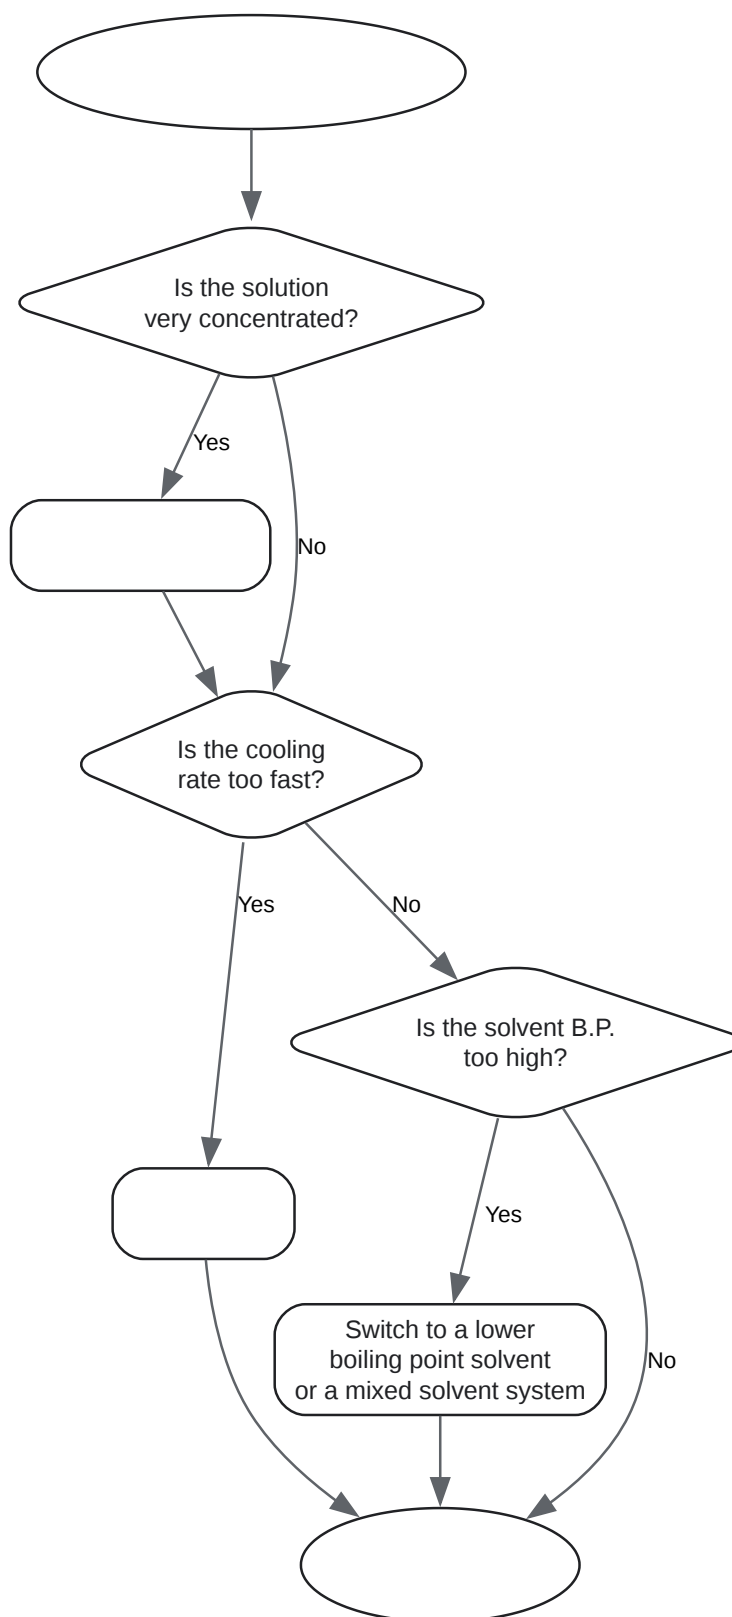 Is the solution
very concentrated?
Yes
No
Is the cooling
rate too fast?
Yes
No
Is the solvent B.P.
too high?
Yes
Switch to a lower
boiling point solvent
or a mixed solvent system
No